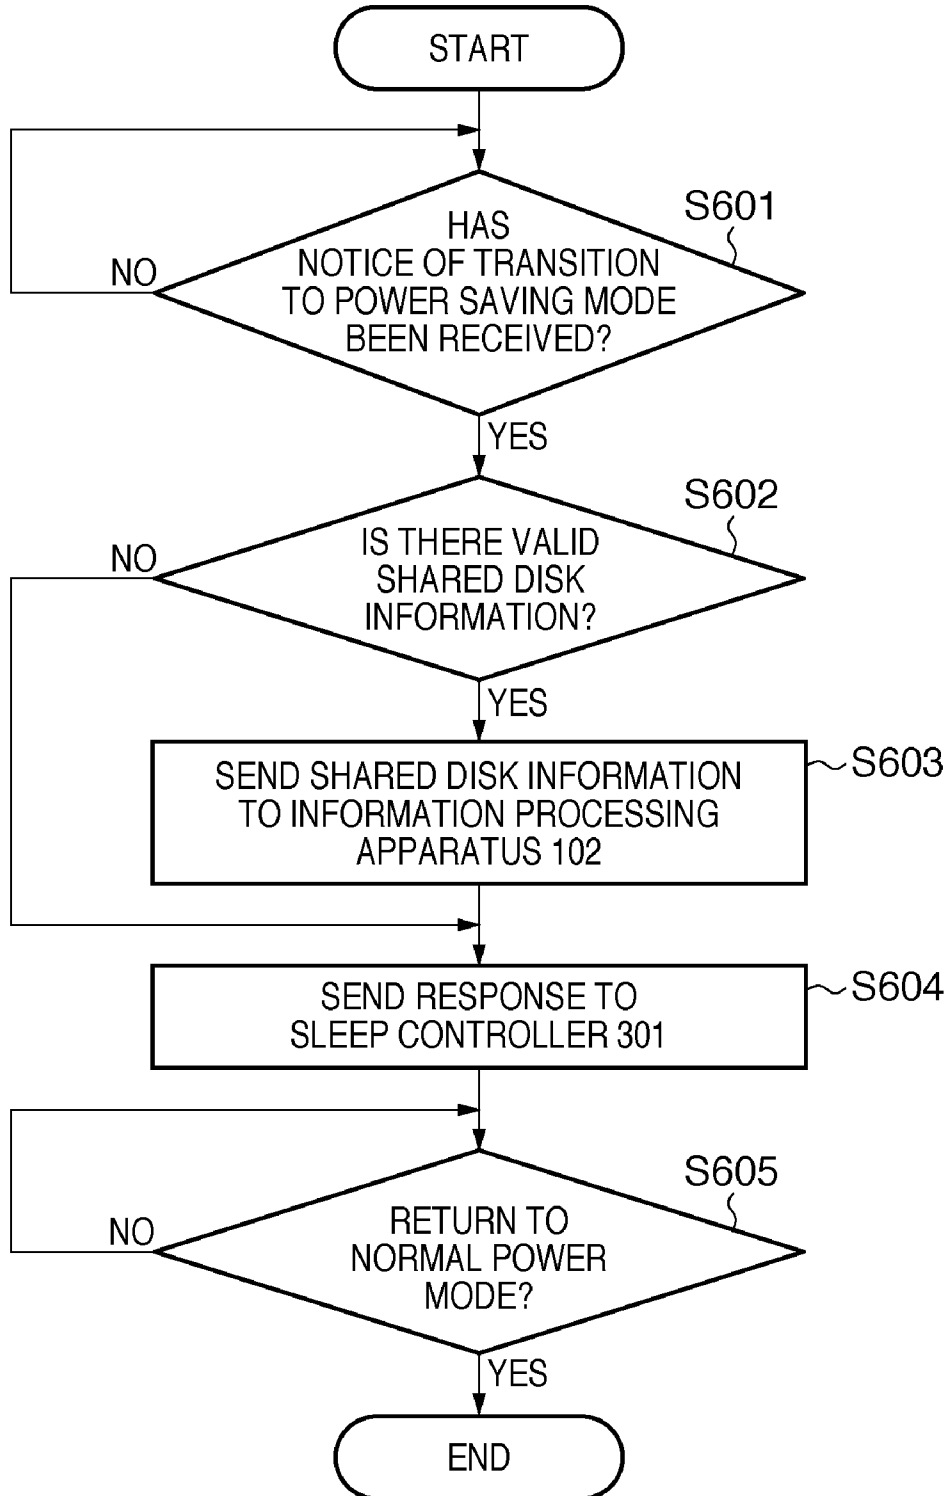 START
S601
HAS
NOTICE OF TRANSITION
TO POWER SAVING MODE
BEEN RECEIVED?
NO
YES
S602
IS THERE VALID
SHARED DISK
INFORMATION?
NO
YES
S603
SEND SHARED DISK INFORMATION
TO INFORMATION PROCESSING
APPARATUS 102
S604
SEND RESPONSE TO
SLEEP CONTROLLER 301
S605
RETURN TO
NORMAL POWER
MODE?
NO
YES
END